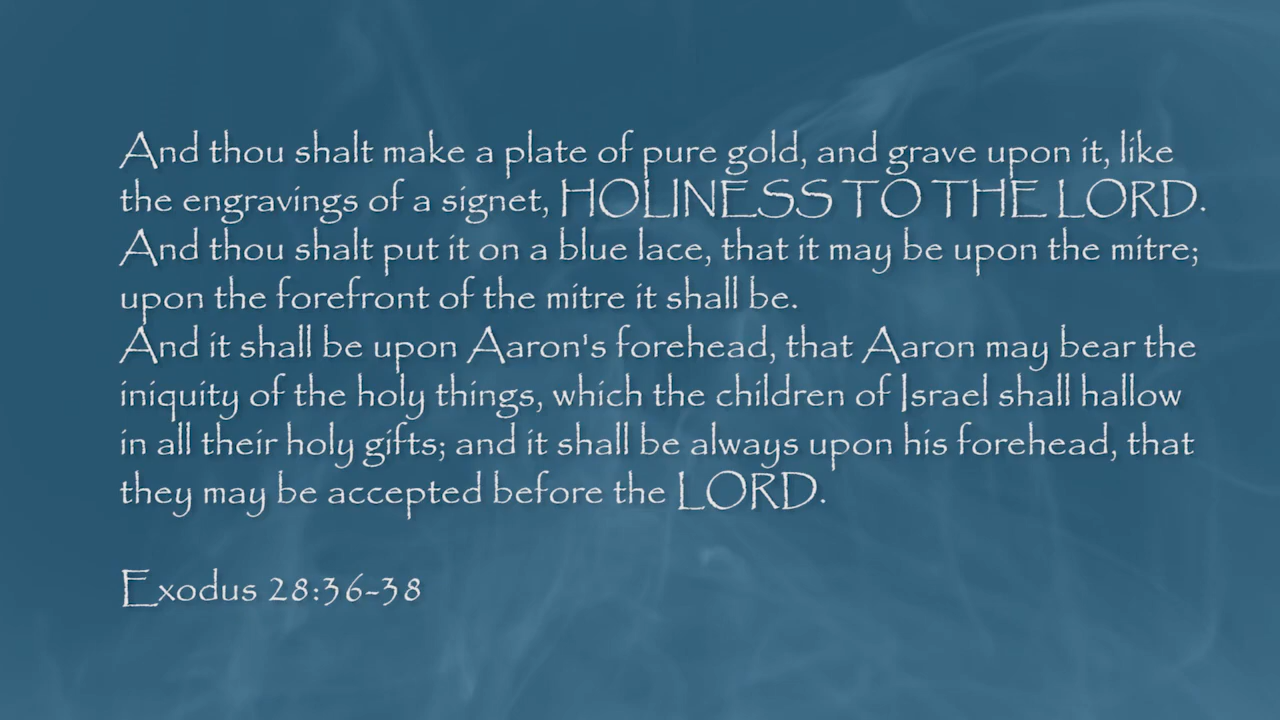 And thou shalt make a plate of pure gold, and grave upon it, like
the engravings of a signet, HOLINESS TO THE LORD.
And thou shalt put it on a blue lace, that it may be upon the mitre;
upon the forefront of the mitre it shall be.
And it shall be upon Aaron's forehead, that Aaron may bear the
iniquity of the holy things, which the children of Israel shall hallow
in all their holy gifts; and it shall be always upon his forehead, that
they may be accepted before the LORD.
Exodus 28:36-38